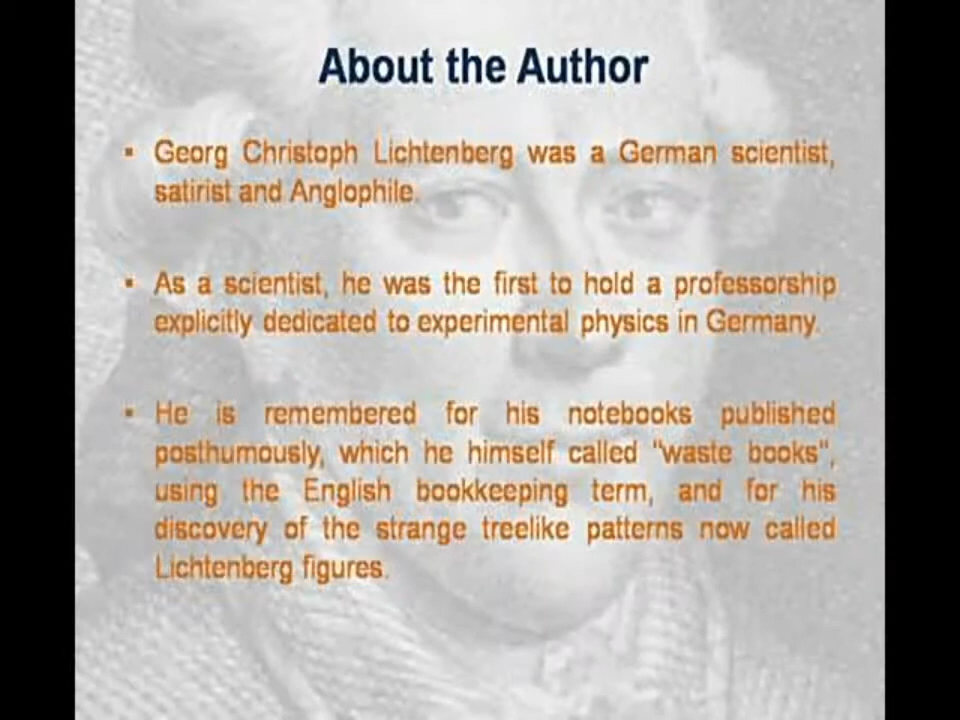 About the Author
▪ Georg Christoph Lichtenberg was a German scientist,
satirist and Anglophile.
▪ As a scientist, he was the first to hold a professorship
explicitly dedicated to experimental physics in Germany.
▪ He is remembered for his notebooks published
posthumously, which he himself called "waste books",
using the English bookkeeping term, and for his
discovery of the strange treelike patterns now called
Lichtenberg figures.